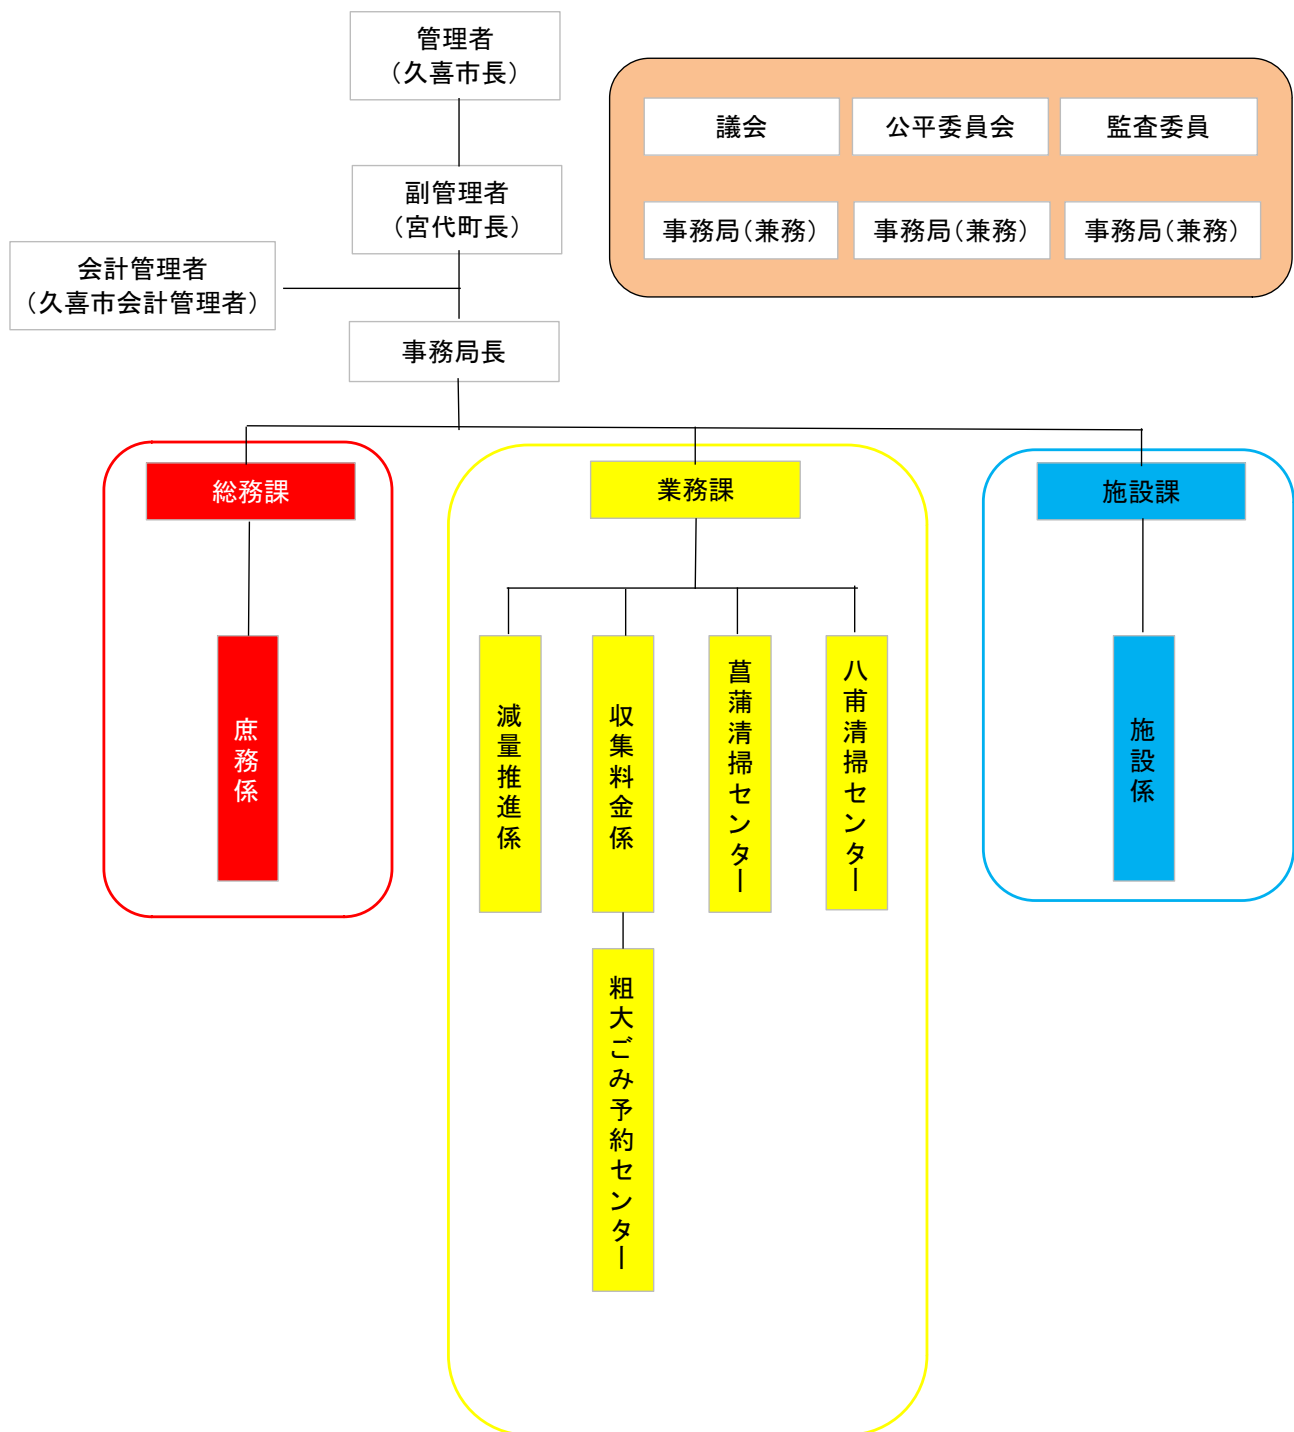 管理者
（久喜市長）
議会
公平委員会
監査委員
副管理者
（宮代町長）
事務局（兼務）
事務局（兼務）
事務局（兼務）
会計管理者
（久喜市会計管理者）
事務局長
総務課
業務課
施設課
庶務係
減量推進係
収集料金係
菖蒲清掃センター
八甫清掃センター
施設係
粗大ごみ予約センター